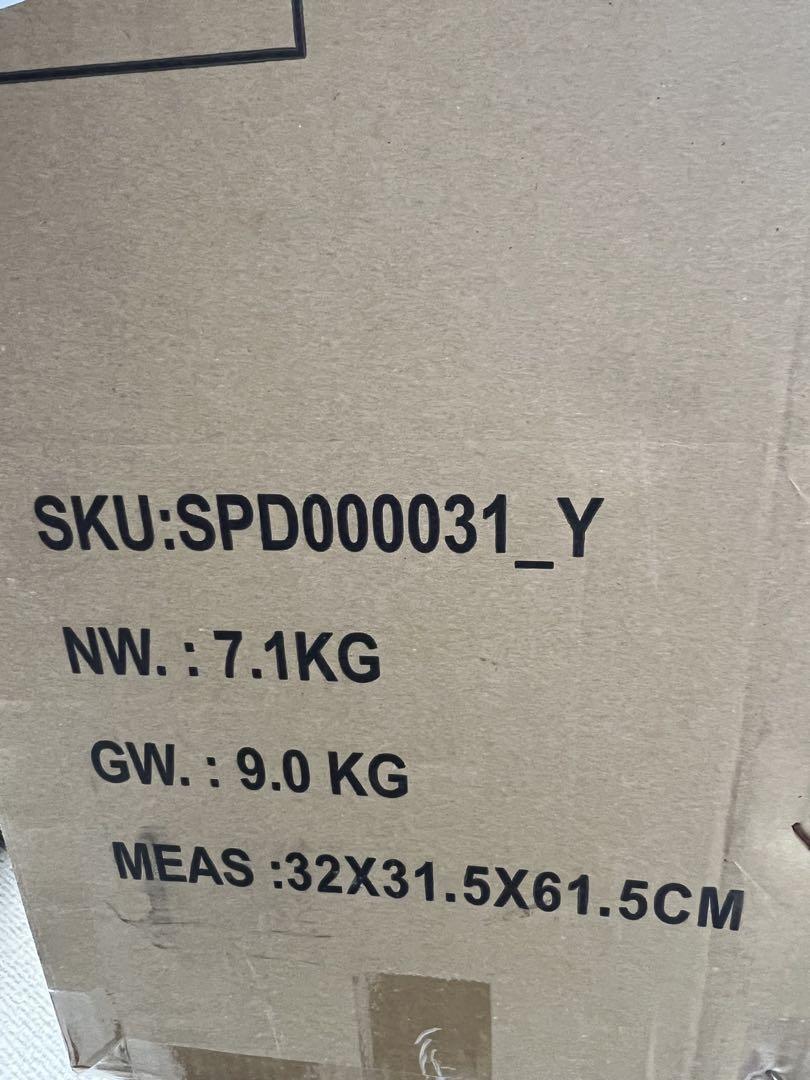 SKU:SPD000031_Y
NW. : 7.1KG
GW. : 9.0 KG
MEAS :32X31.5X61.5CM